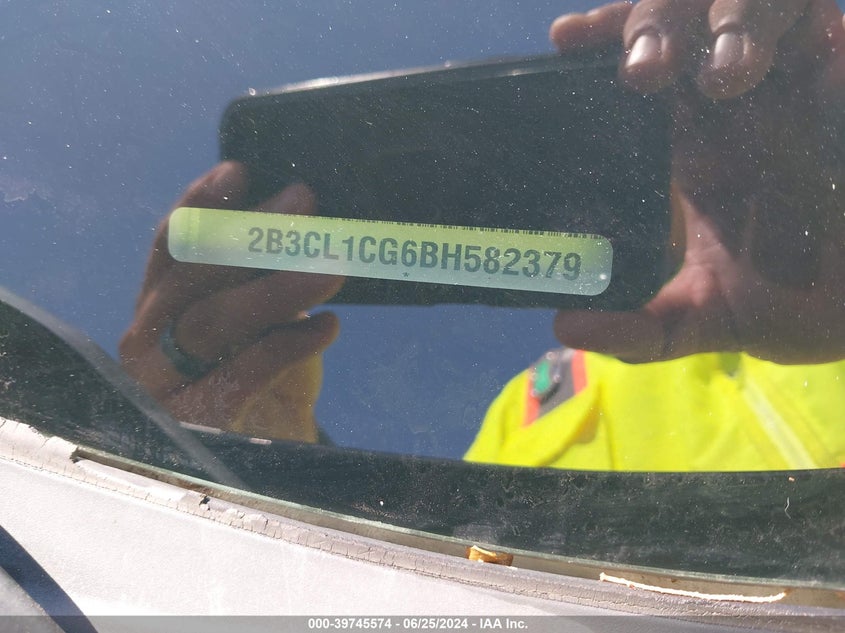 2B3CL1CG6BH582379
*
000-39745574 - 06/25/2024 - IAA Inc.